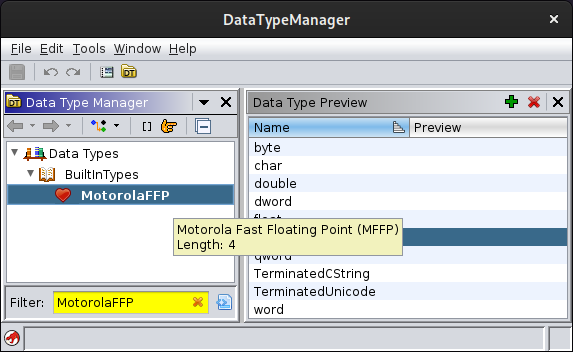 DataTypeManager
File Edit Tools Window Help
DT
DT Data Type Manager
Data Types
BuiltInTypes
MotorolaFFP
Filter: MotorolaFFP
Data Type Preview
Name Preview
byte
char
double
dword
float
Motorola Fast Floating Point (MFFP)
Length: 4
qword
TerminatedCString
TerminatedUnicode
word